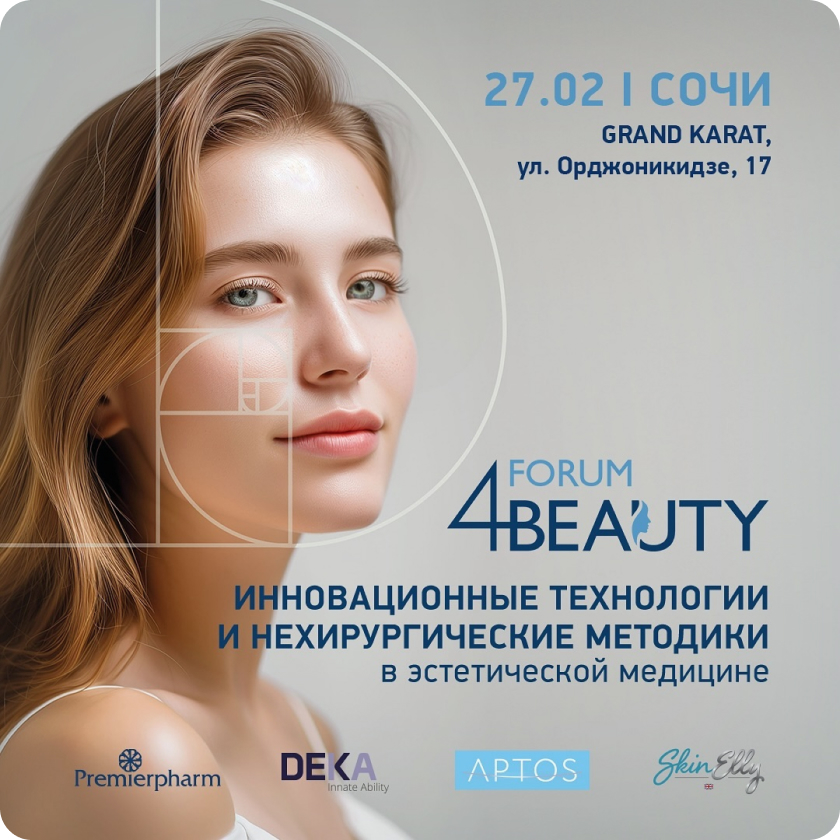 27.02 | СОЧИ
GRAND KARAT,
ул. Орджоникидзе, 17
FORUM
4BEAUTY
ИННОВАЦИОННЫЕ ТЕХНОЛОГИИ
И НЕХИРУРГИЧЕСКИЕ МЕТОДИКИ
в эстетической медицине
Premierpharm
DEKA
Innate Ability
APTOS
Skin Elly